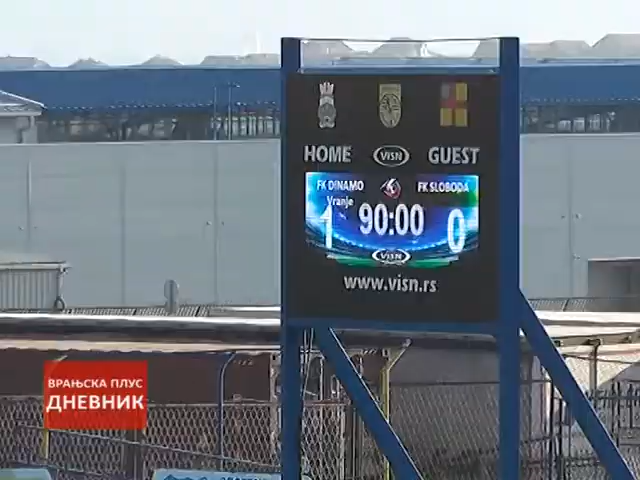 HOME VISN GUEST
FK DINAMO FK SLOBODA
Vranje
1 90:00 0
VISN
www.visn.rs
ВРАЊСКА ПЛУС
ДНЕВНИК